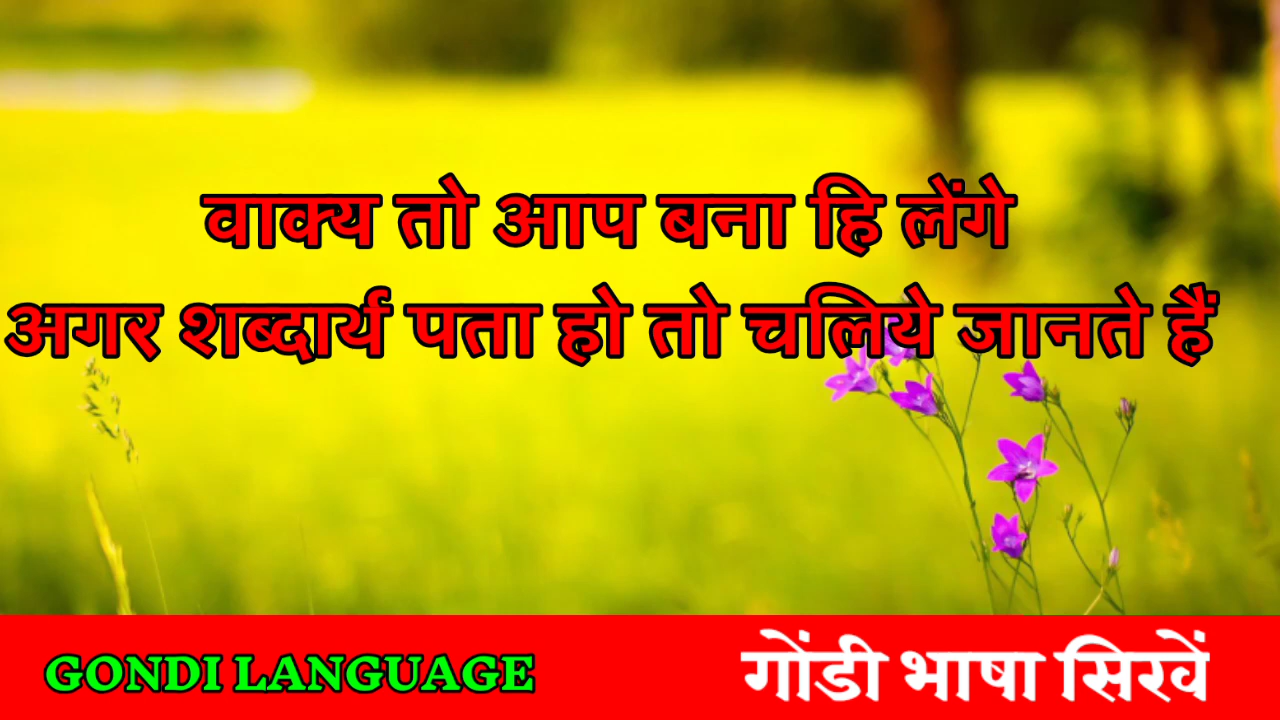 वाक्य तो आप बना हि लेंगे
अगर शब्दार्थ पता हो तो चलिये जानते हैं
GONDI LANGUAGE
गोंडी भाषा सिखें